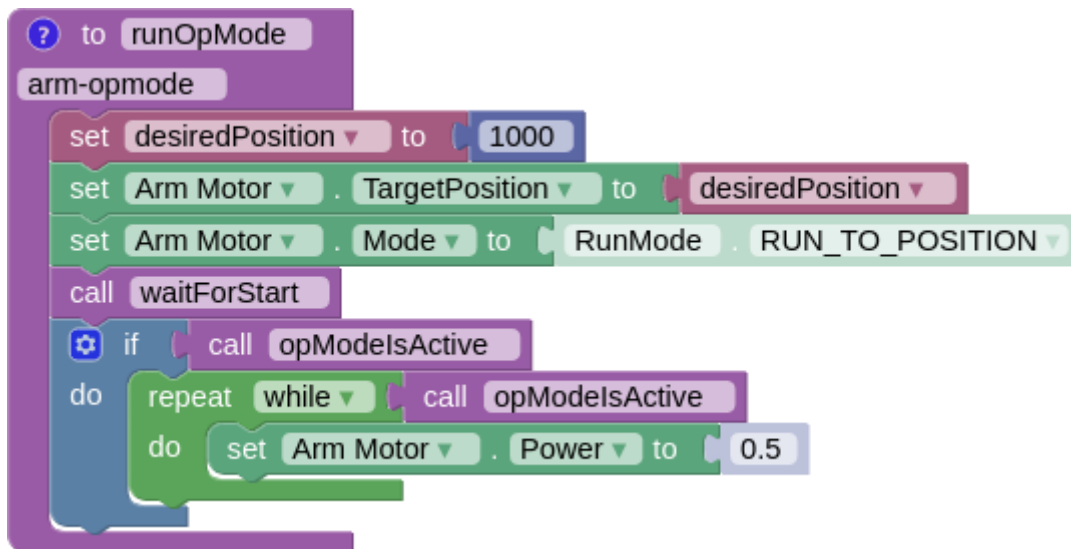 ? to runOpMode
arm-opmode
set desiredPosition to 1000
set Arm Motor . TargetPosition to desiredPosition
set Arm Motor . Mode to RunMode . RUN_TO_POSITION
call waitForStart
if call opModeIsActive
do repeat while call opModeIsActive
do set Arm Motor . Power to 0.5